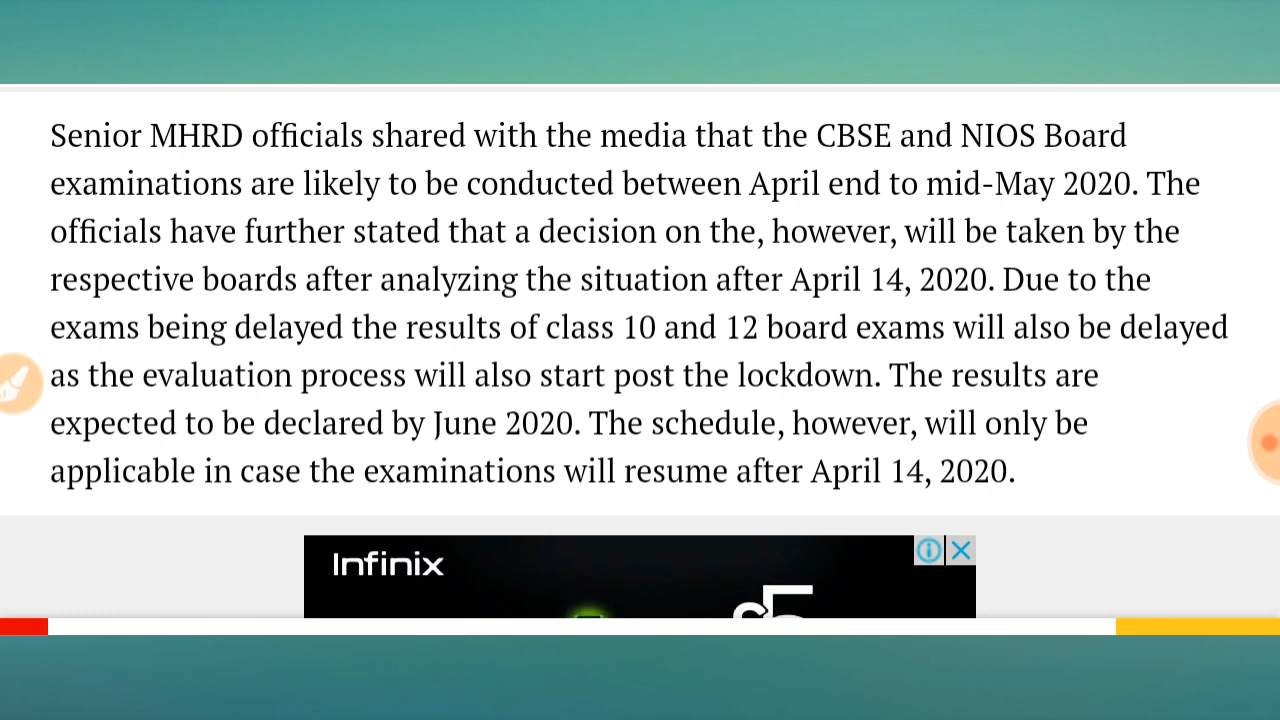 Senior MHRD officials shared with the media that the CBSE and NIOS Board
examinations are likely to be conducted between April end to mid-May 2020. The
officials have further stated that a decision on the, however, will be taken by the
respective boards after analyzing the situation after April 14, 2020. Due to the
exams being delayed the results of class 10 and 12 board exams will also be delayed
as the evaluation process will also start post the lockdown. The results are
expected to be declared by June 2020. The schedule, however, will only be
applicable in case the examinations will resume after April 14, 2020.
Infinix